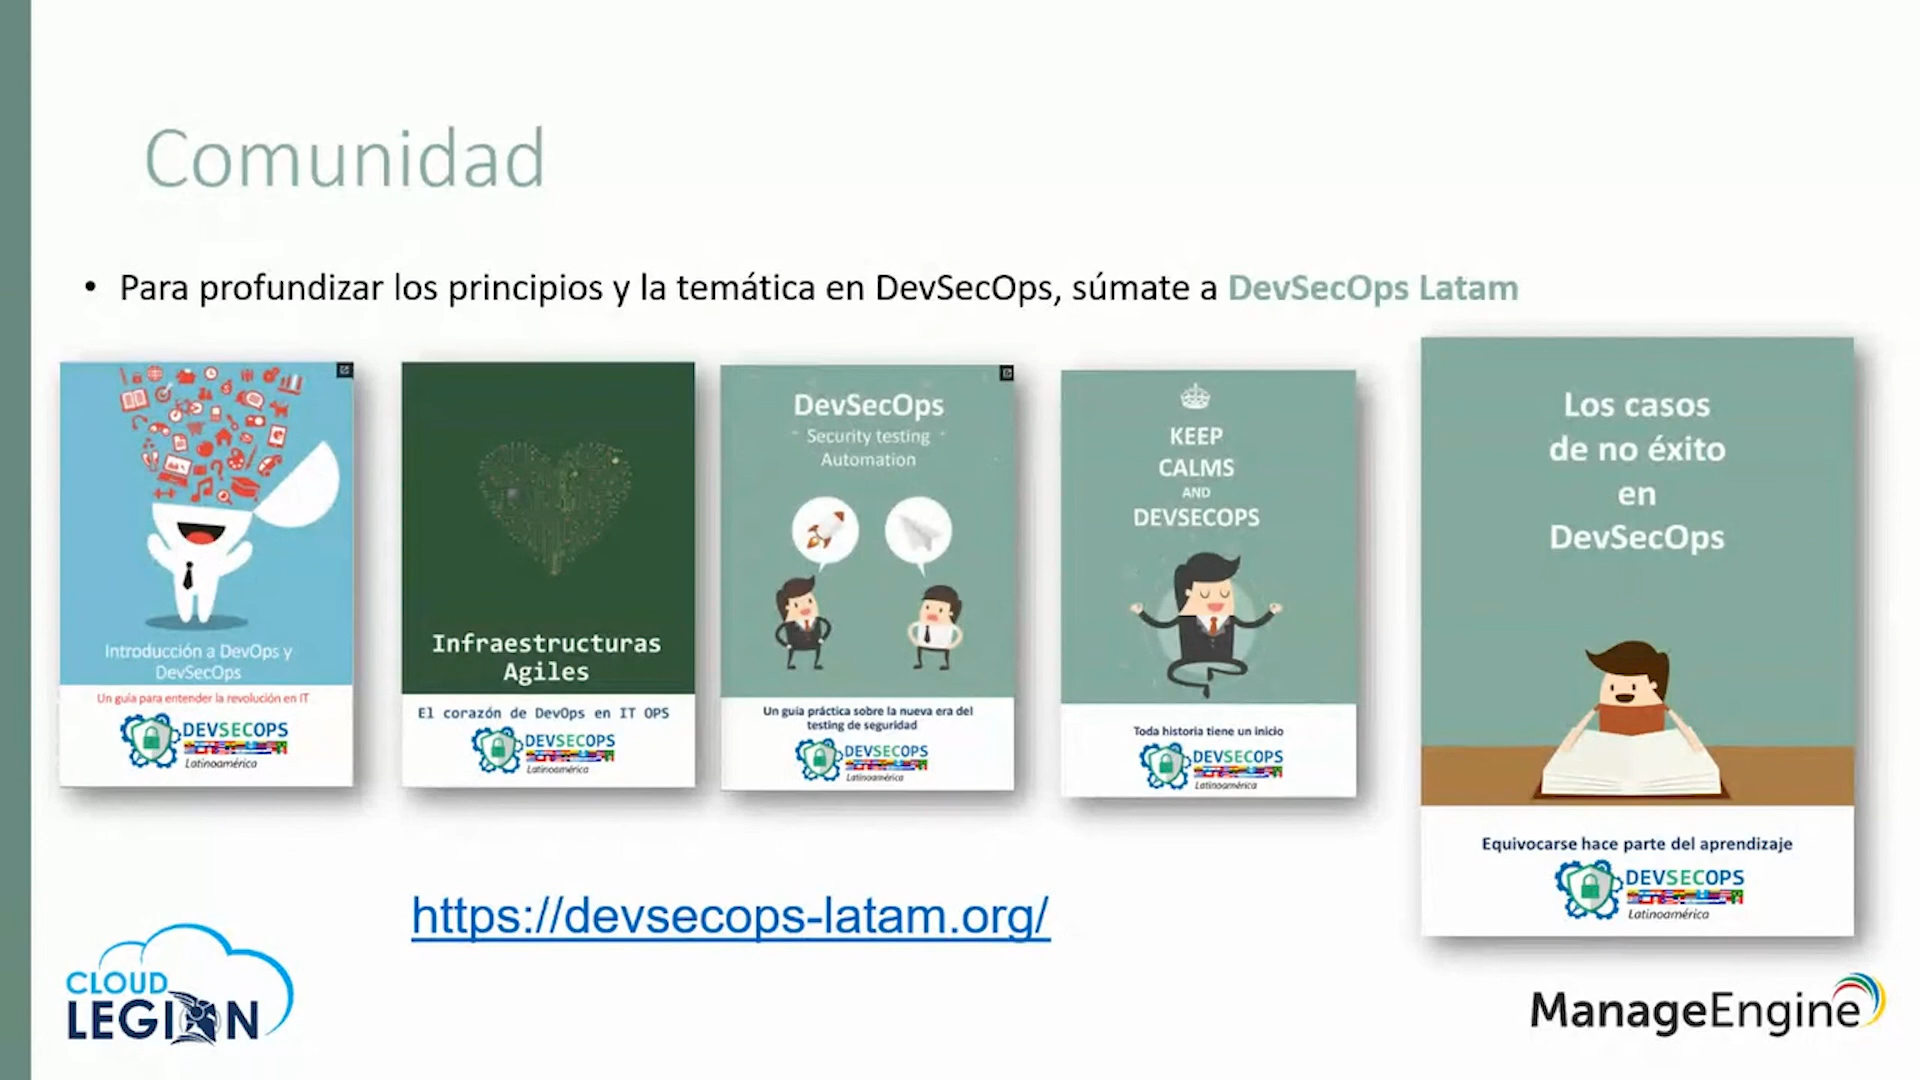 Comunidad
• Para profundizar los principios y la temática en DevSecOps, súmate a DevSecOps Latam
Introducción a DevOps y
DevSecOps
Un guía para entender la revolución en IT
DEVSECOPS
Latinoamérica
Infraestructuras
Agiles
El corazón de DevOps en IT OPS
DEVSECOPS
Latinoamérica
DevSecOps
Security testing
Automation
Un guía práctica sobre la nueva era del
testing de seguridad
DEVSECOPS
Latinoamérica
KEEP
CALMS
AND
DEVSECOPS
Toda historia tiene un inicio
DEVSECOPS
Latinoamérica
Los casos
de no éxito
en
DevSecOps
Equivocarse hace parte del aprendizaje
DEVSECOPS
Latinoamérica
https://devsecops-latam.org/
CLOUD
LEGION
ManageEngine